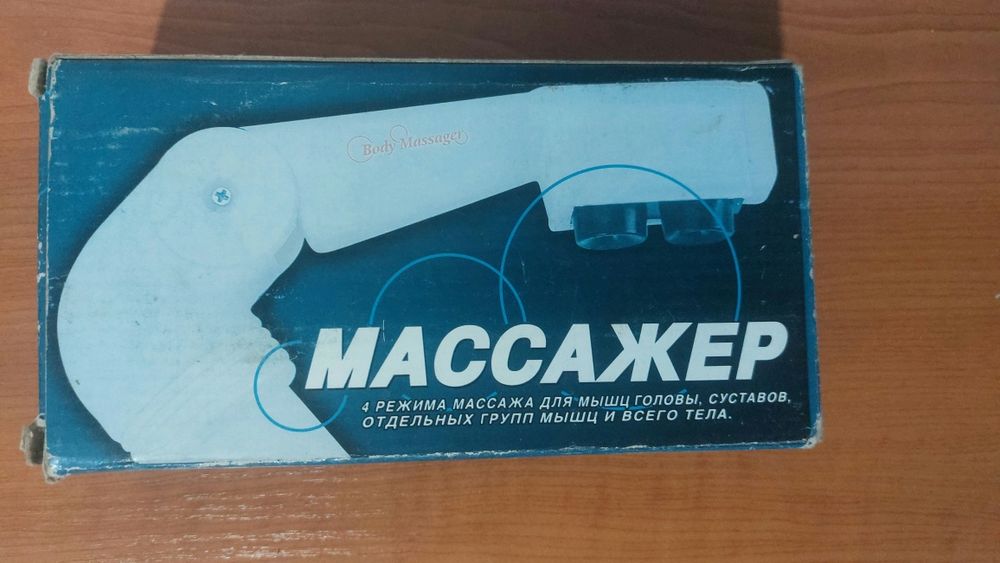 Body Massager
МАССАЖЕР
4 РЕЖИМА МАССАЖА ДЛЯ МЫШЦ ГОЛОВЫ, СУСТАВОВ,
ОТДЕЛЬНЫХ ГРУПП МЫШЦ И ВСЕГО ТЕЛА.